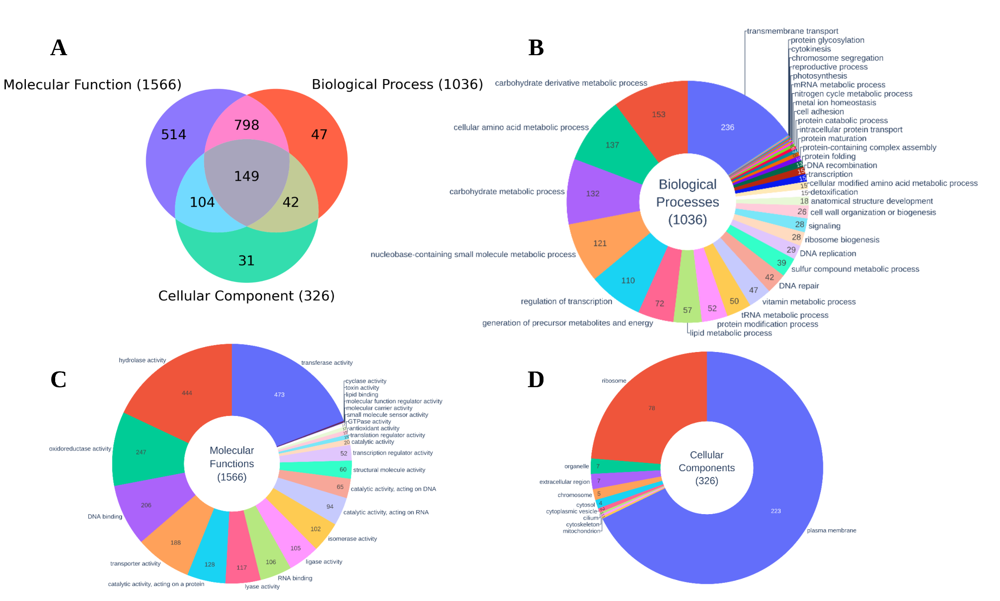 A
Molecular Function (1566)
Biological Process (1036)
514
798
47
149
104
42
31
Cellular Component (326)
B
transmembrane transport
protein glycosylation
cytokinesis
chromosome segregation
reproductive process
photosynthesis
mRNA metabolic process
nitrogen cycle metabolic process
metal ion homeostasis
cell adhesion
protein catabolic process
intracellular protein transport
protein maturation
protein-containing complex assembly
protein folding
DNA recombination
transcription
cellular modified amino acid metabolic process
detoxification
anatomical structure development
cell wall organization or biogenesis
signaling
ribosome biogenesis
DNA replication
sulfur compound metabolic process
DNA repair
vitamin metabolic process
tRNA metabolic process
protein modification process
lipid metabolic process
generation of precursor metabolites and energy
regulation of transcription
nucleobase-containing small molecule metabolic process
carbohydrate metabolic process
cellular amino acid metabolic process
carbohydrate derivative metabolic process
236
13
15
15
15
15
18
26
28
28
29
39
42
47
50
52
57
72
110
121
132
137
153
Biological
Processes
(1036)
C
hydrolase activity
transferase activity
cyclase activity
toxin activity
lipid binding
molecular function regulator activity
molecular carrier activity
small molecule sensor activity
GTPase activity
antioxidant activity
translation regulator activity
catalytic activity
transcription regulator activity
structural molecule activity
catalytic activity, acting on DNA
catalytic activity, acting on RNA
isomerase activity
ligase activity
RNA binding
lyase activity
catalytic activity, acting on a protein
transporter activity
DNA binding
oxidoreductase activity
473
15
20
52
60
65
94
102
105
106
117
128
188
206
247
444
Molecular
Functions
(1566)
D
ribosome
organelle
extracellular region
chromosome
cytosol
cytoplasmic vesicle
cilium
cytoskeleton
mitochondrion
plasma membrane
78
7
7
5
4
2
223
Cellular
Components
(326)